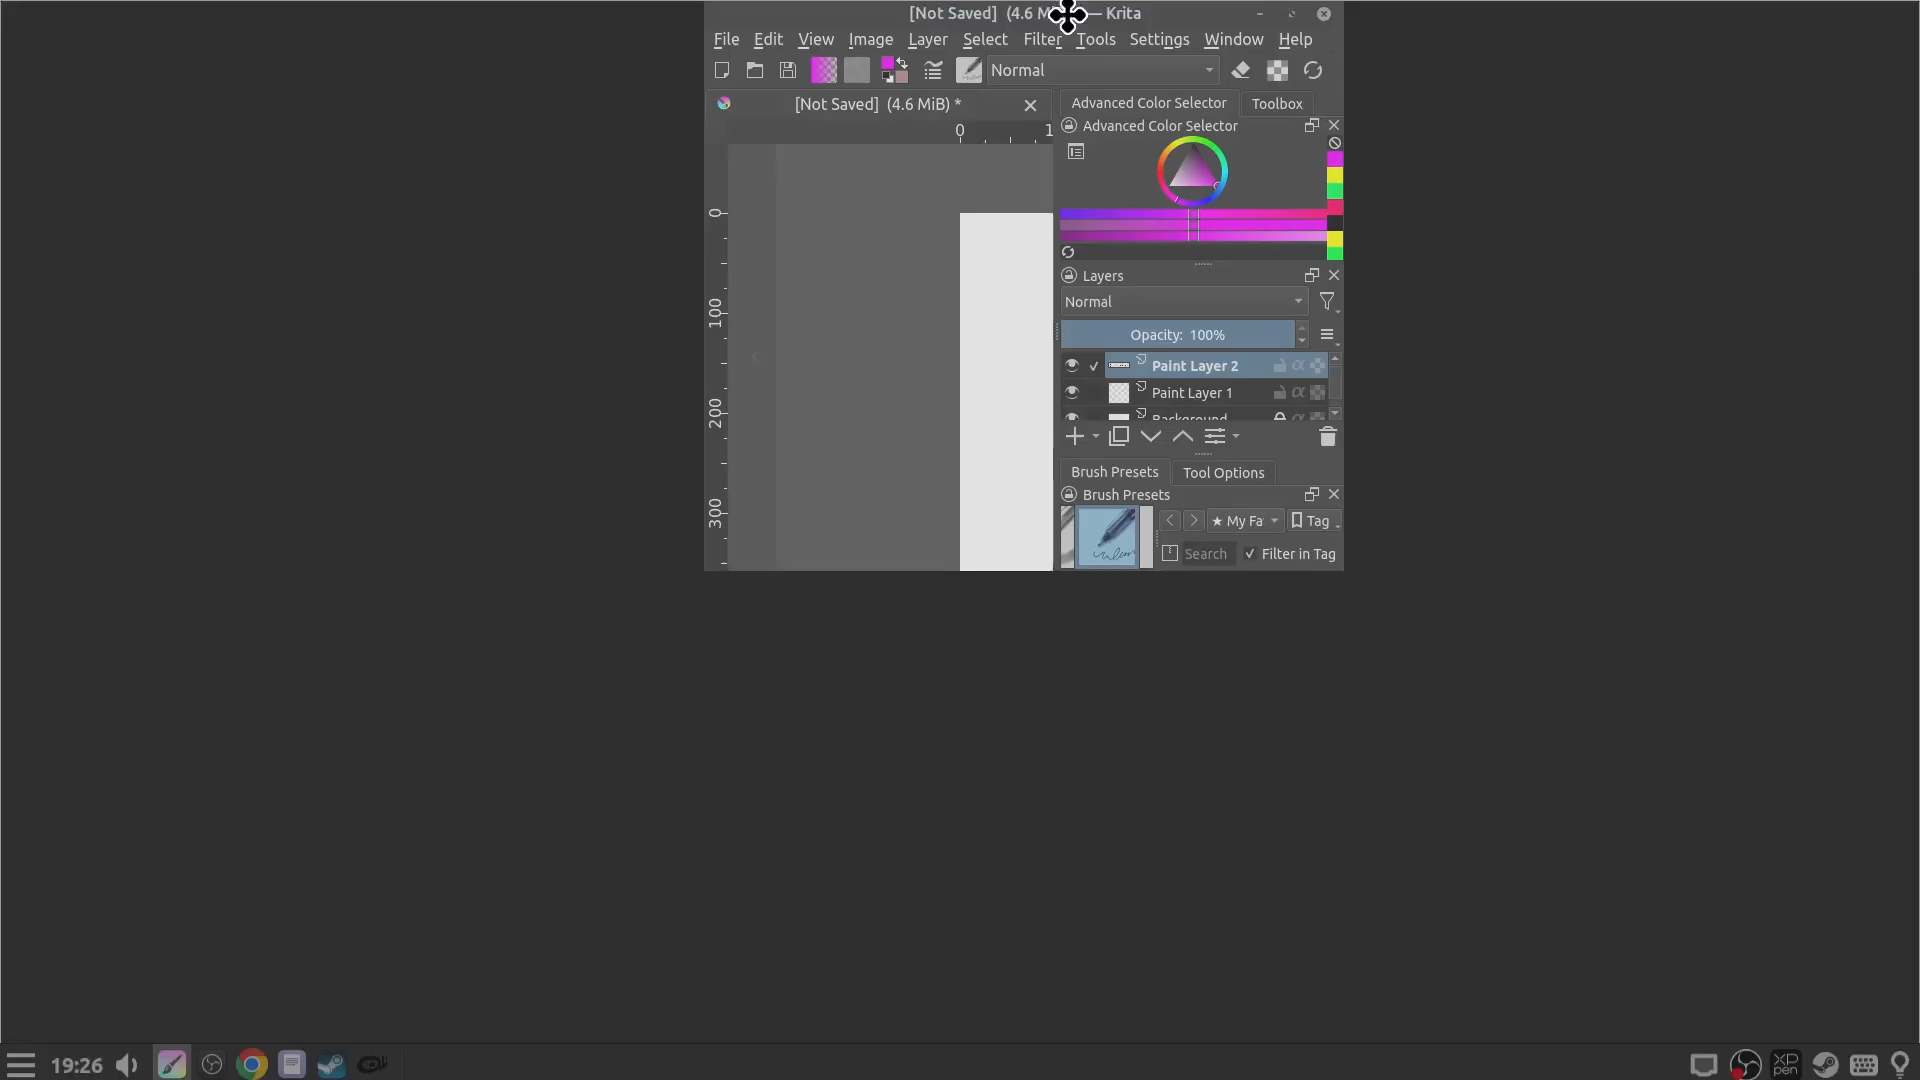 [Not Saved] (4.6 M — Krita
File Edit View Image Layer Select Filter Tools Settings Window Help
Normal
[Not Saved] (4.6 MiB) *
Advanced Color Selector Toolbox
Advanced Color Selector
0 1
0
100
200
300
Layers
Normal
Opacity: 100%
Paint Layer 2
Paint Layer 1
Background
Brush Presets Tool Options
Brush Presets
My Fa Tag
Search Filter in Tag
19:26
XP
pen